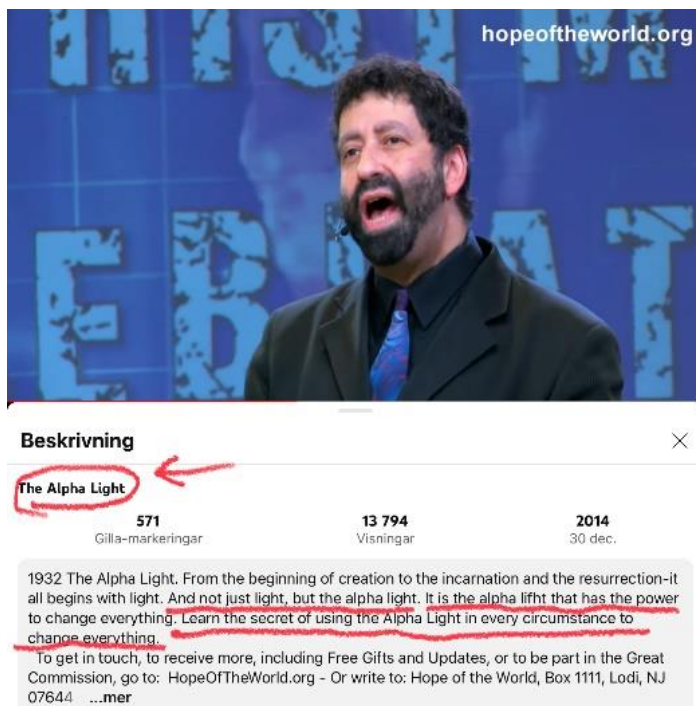 hopeoftheworld.org
Beskrivning
The Alpha Light
571 13 794 2014
Gilla-markeringar Visningar 30 dec.
1932 The Alpha Light. From the beginning of creation to the incarnation and the resurrection-it
all begins with light. And not just light, but the alpha light. It is the alpha lifht that has the power
to change everything. Learn the secret of using the Alpha Light in every circumstance to
change everything.
To get in touch, to receive more, including Free Gifts and Updates, or to be part in the Great
Commission, go to: HopeOfTheWorld.org - Or write to: Hope of the World, Box 1111, Lodi, NJ
07644 ...mer